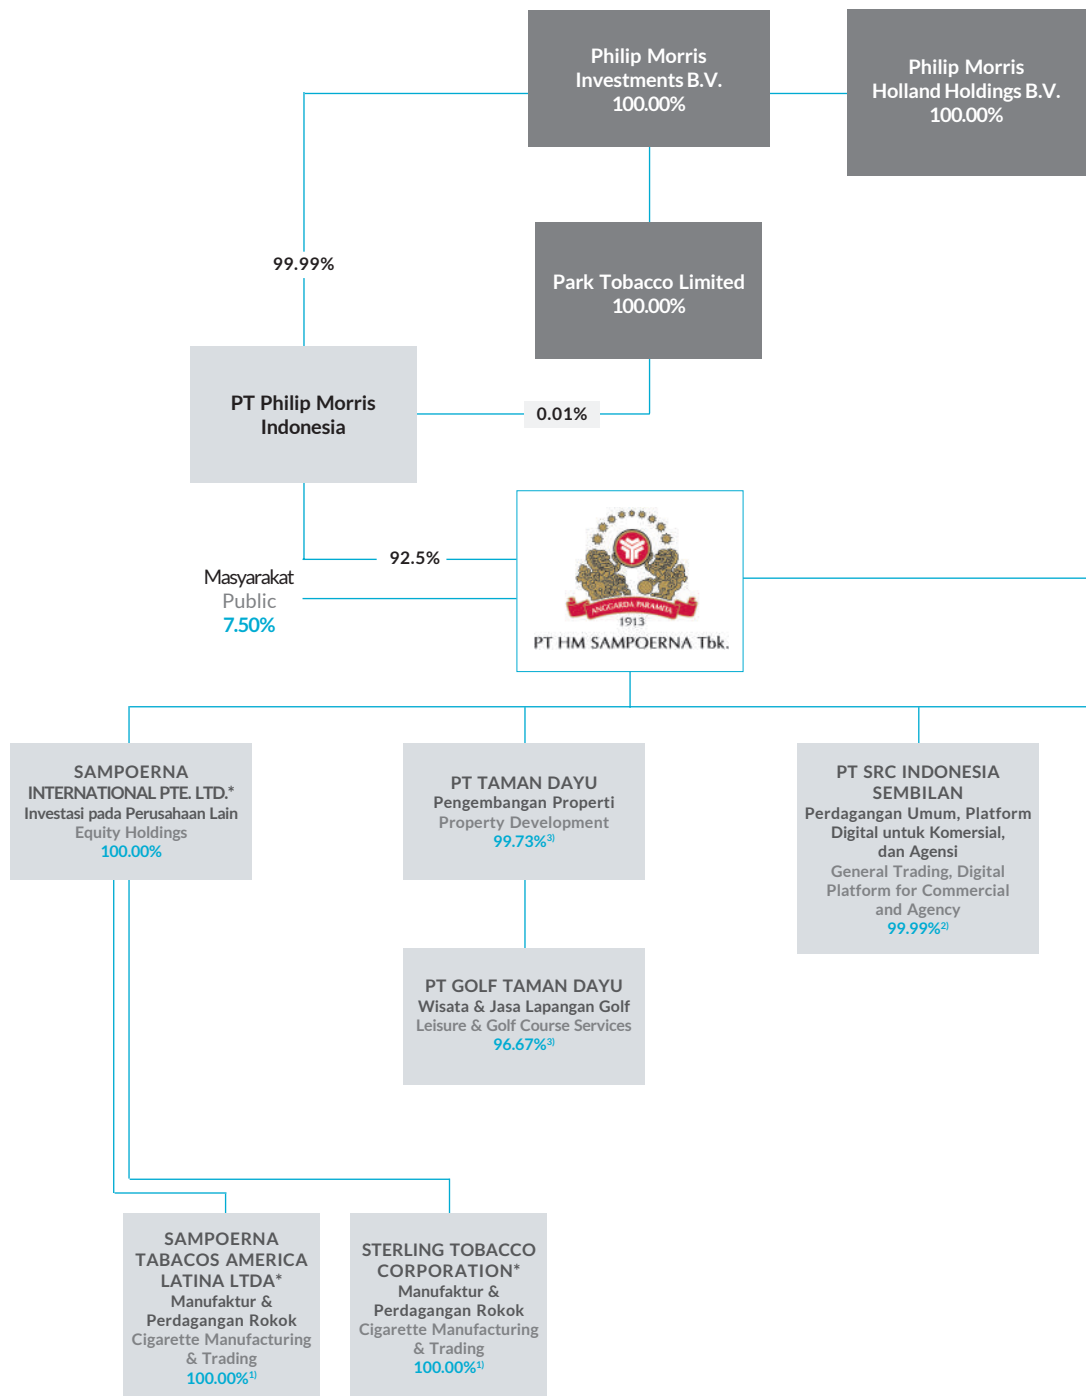 Philip Morris
Investments B.V.
100.00%
Philip Morris
Holland Holdings B.V.
100.00%
99.99%
Park Tobacco Limited
100.00%
PT Philip Morris
Indonesia
0.01%
92.5%
Masyarakat
Public
7.50%
ANGGARDA PARAMITA
1913
PT HM SAMPOERNA Tbk.
SAMPOERNA
INTERNATIONAL PTE. LTD.*
Investasi pada Perusahaan Lain
Equity Holdings
100.00%
PT TAMAN DAYU
Pengembangan Properti
Property Development
99.73%3)
PT SRC INDONESIA
SEMBILAN
Perdagangan Umum, Platform
Digital untuk Komersial,
dan Agensi
General Trading, Digital
Platform for Commercial
and Agency
99.99%2)
PT GOLF TAMAN DAYU
Wisata & Jasa Lapangan Golf
Leisure & Golf Course Services
96.67%3)
SAMPOERNA
TABACOS AMERICA
LATINA LTDA*
Manufaktur &
Perdagangan Rokok
Cigarette Manufacturing
& Trading
100.00%1)
STERLING TOBACCO
CORPORATION*
Manufaktur &
Perdagangan Rokok
Cigarette Manufacturing
& Trading
100.00%1)